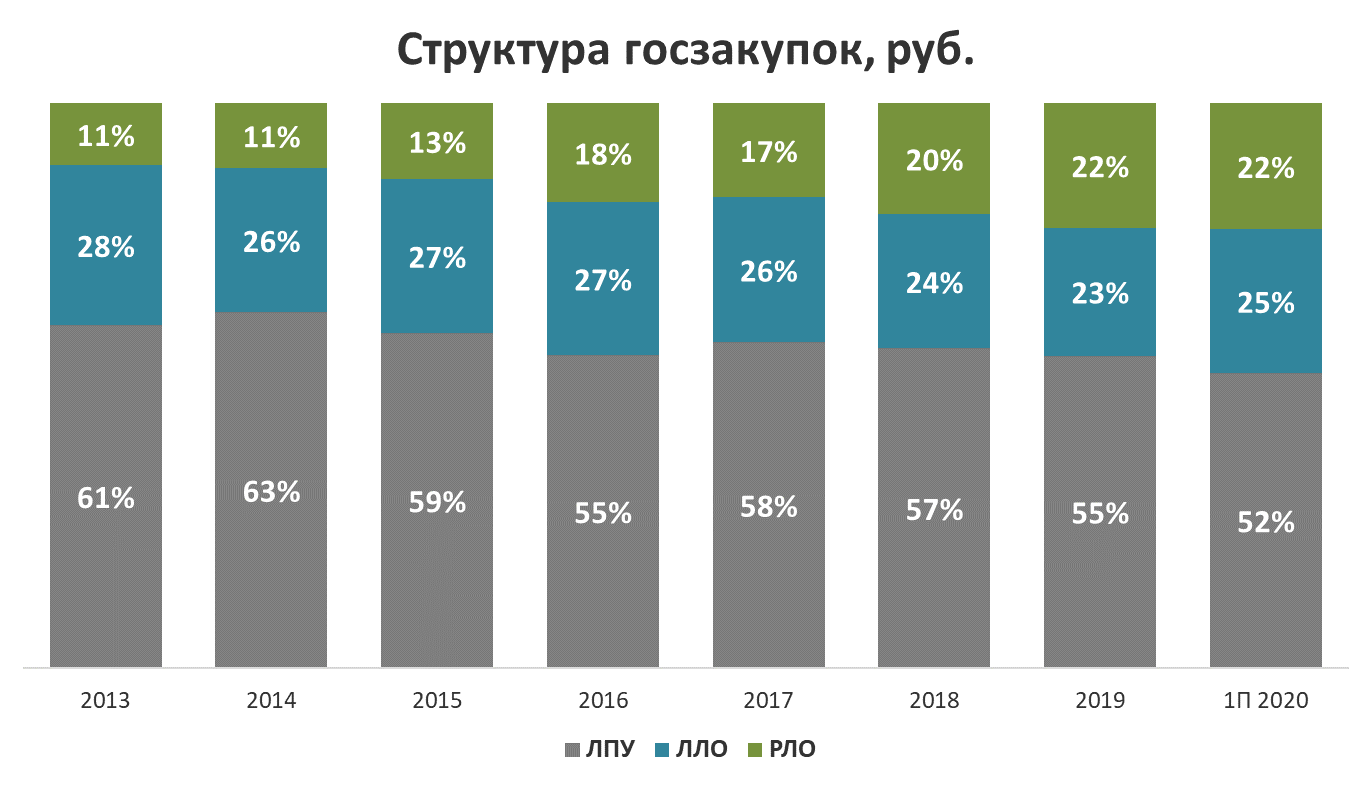 Структура госзакупок, руб.
11% 11% 13% 18% 17% 20% 22% 22%
28% 26% 27% 27% 26% 24% 23% 25%
61% 63% 59% 55% 58% 57% 55% 52%
2013 2014 2015 2016 2017 2018 2019 1П 2020
ЛПУ ЛЛО РЛО